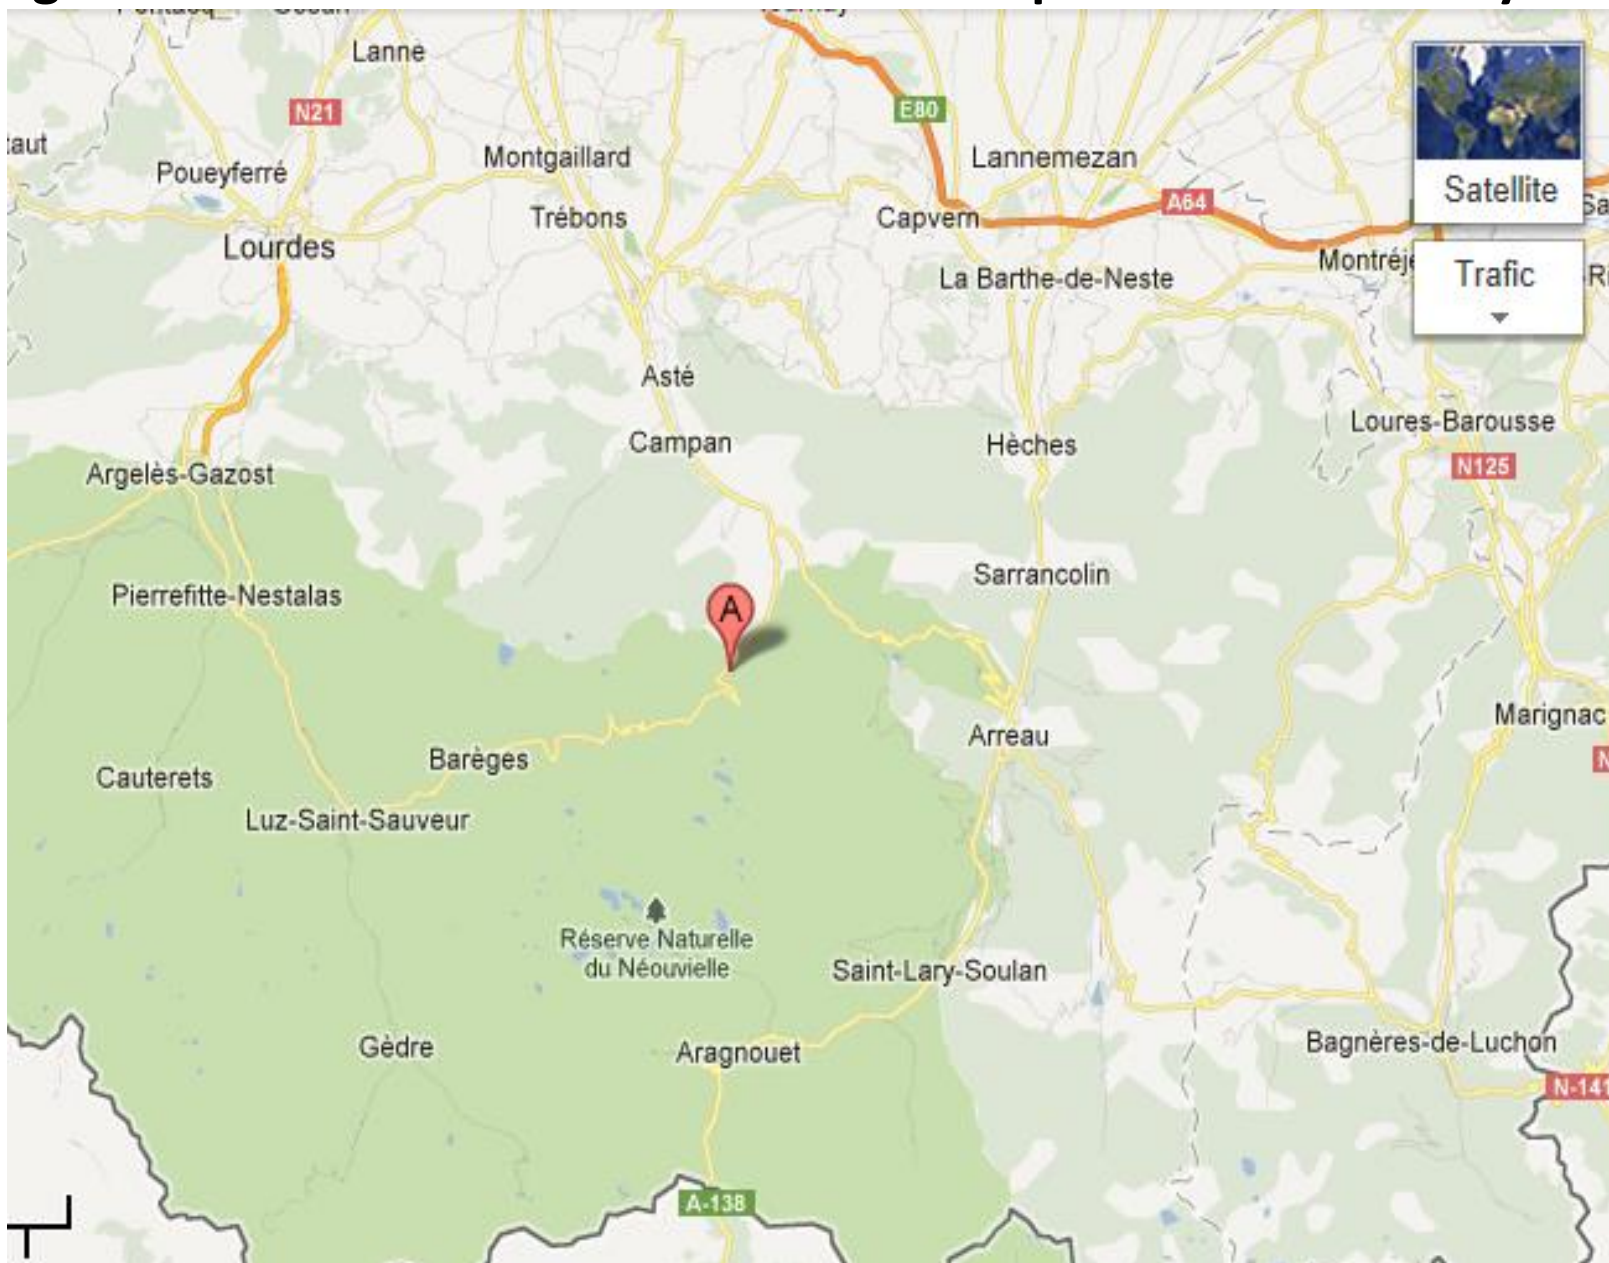 Lanne
N21
E80
Montgaillard
Lannemezan
Poueyferré
Satellite
A64
Trébons
Capvern
Lourdes
Montréje
Trafic
La Barthe-de-Neste
Asté
Loures-Barousse
Campan
Hèches
N125
Argelès-Gazost
Sarrancolin
Pierrefitte-Nestalas
A
Marignac
Arreau
Barèges
Cauterets
Luz-Saint-Sauveur
Réserve Naturelle
du Néouvielle
Saint-Lary-Soulan
Bagnères-de-Luchon
Gèdre
Aragnouet
N-141
A-138